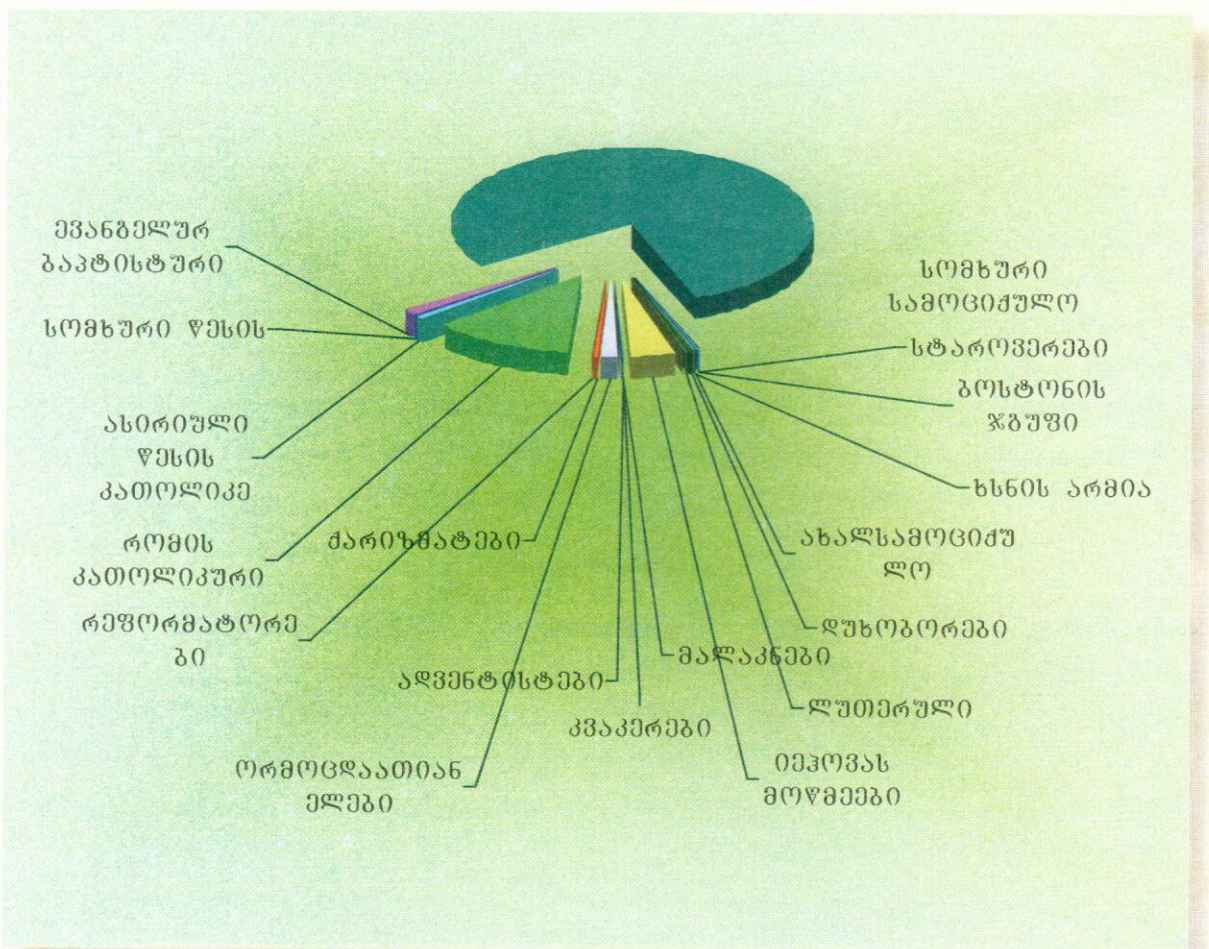 ევანგელურ
ბაპტისტური
სომხური წესის
ასირიული
წესის
კათოლიკე
რომის
კათოლიკური
რეფორმატორე
ბი
ქარიზმატები
ორმოცდაათიან
ელები
ადვენტისტები
კვაკერები
მალაკნები
იეჰოვას
მოწმეები
ლუთერული
დუხობორები
ახალსამოციქუ
ლო
ხსნის არმია
ბოსტონის
ჯგუფი
სტაროვერები
სომხური
სამოციქულო